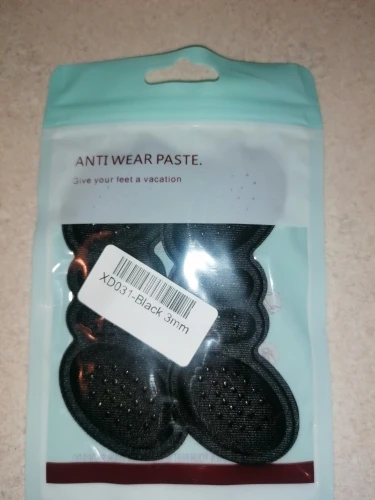 ANTI WEAR PASTE.
Give your feet a vacation
XD031-Black 3mm